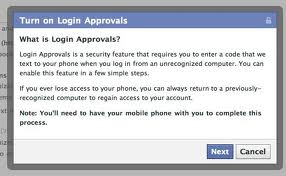 Turn on Login Approvals
What is Login Approvals?
Login Approvals is a security feature that requires you to enter a code that we
text to your mobile phone when you log in from an unrecognized computer. You can
enable this feature in a few simple steps.
If you ever lose access to your phone, you can always return to a previously-
recognized computer to regain access to your account.
Note: You'll need to have your mobile phone with you to complete this
process.
Next Cancel